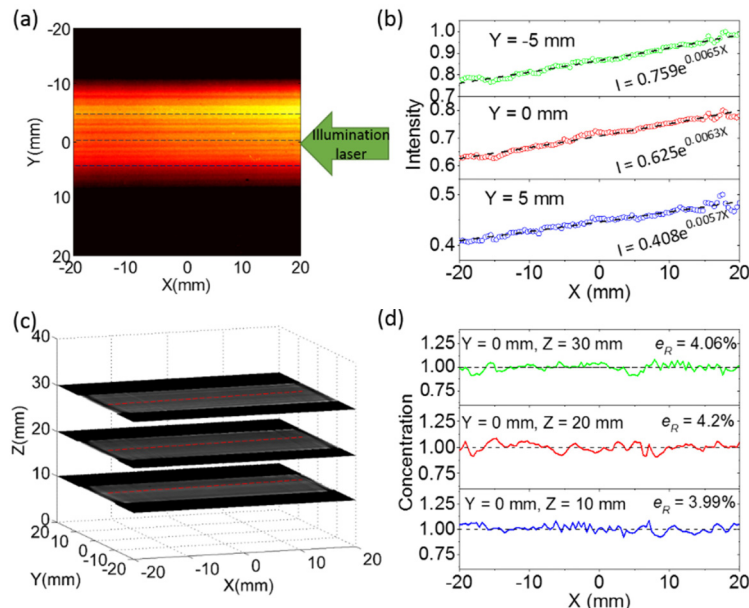 (a)
-20
-10
0
10
20
Y(mm)
-20 -10 0 10 20
X(mm)
Illumination
laser
(b)
1.0
0.9
0.8
0.7
Y = -5 mm
I = 0.759e^0.0065X
0.8
0.7
0.6
Y = 0 mm
I = 0.625e^0.0063X
0.5
0.4
Y = 5 mm
I = 0.408e^0.0057X
Intensity
-20 -10 0 10 20
X (mm)
(c)
40
30
20
10
0
Z(mm)
20
10
0
-10
-20
Y(mm)
-20 -10 0 10 20
X(mm)
(d)
1.25
1.00
0.75
Y = 0 mm, Z = 30 mm e_R = 4.06%
1.25
1.00
0.75
Y = 0 mm, Z = 20 mm e_R = 4.2%
1.25
1.00
0.75
Y = 0 mm, Z = 10 mm e_R = 3.99%
Concentration
-20 -10 0 10 20
X (mm)